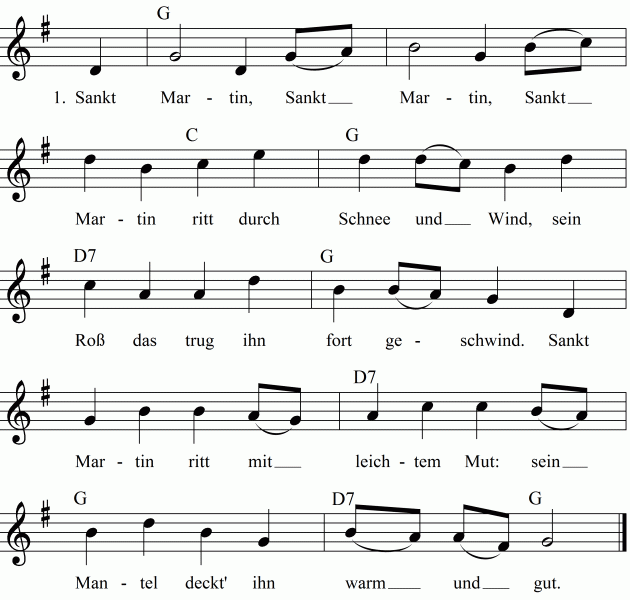 G
1. Sankt Mar - tin, Sankt Mar - tin, Sankt
C G
Mar - tin ritt durch Schnee und Wind, sein
D7 G
Roß das trug ihn fort ge - schwind. Sankt
D7
Mar - tin ritt mit leich - tem Mut: sein
G D7 G
Man - tel deckt' ihn warm und gut.